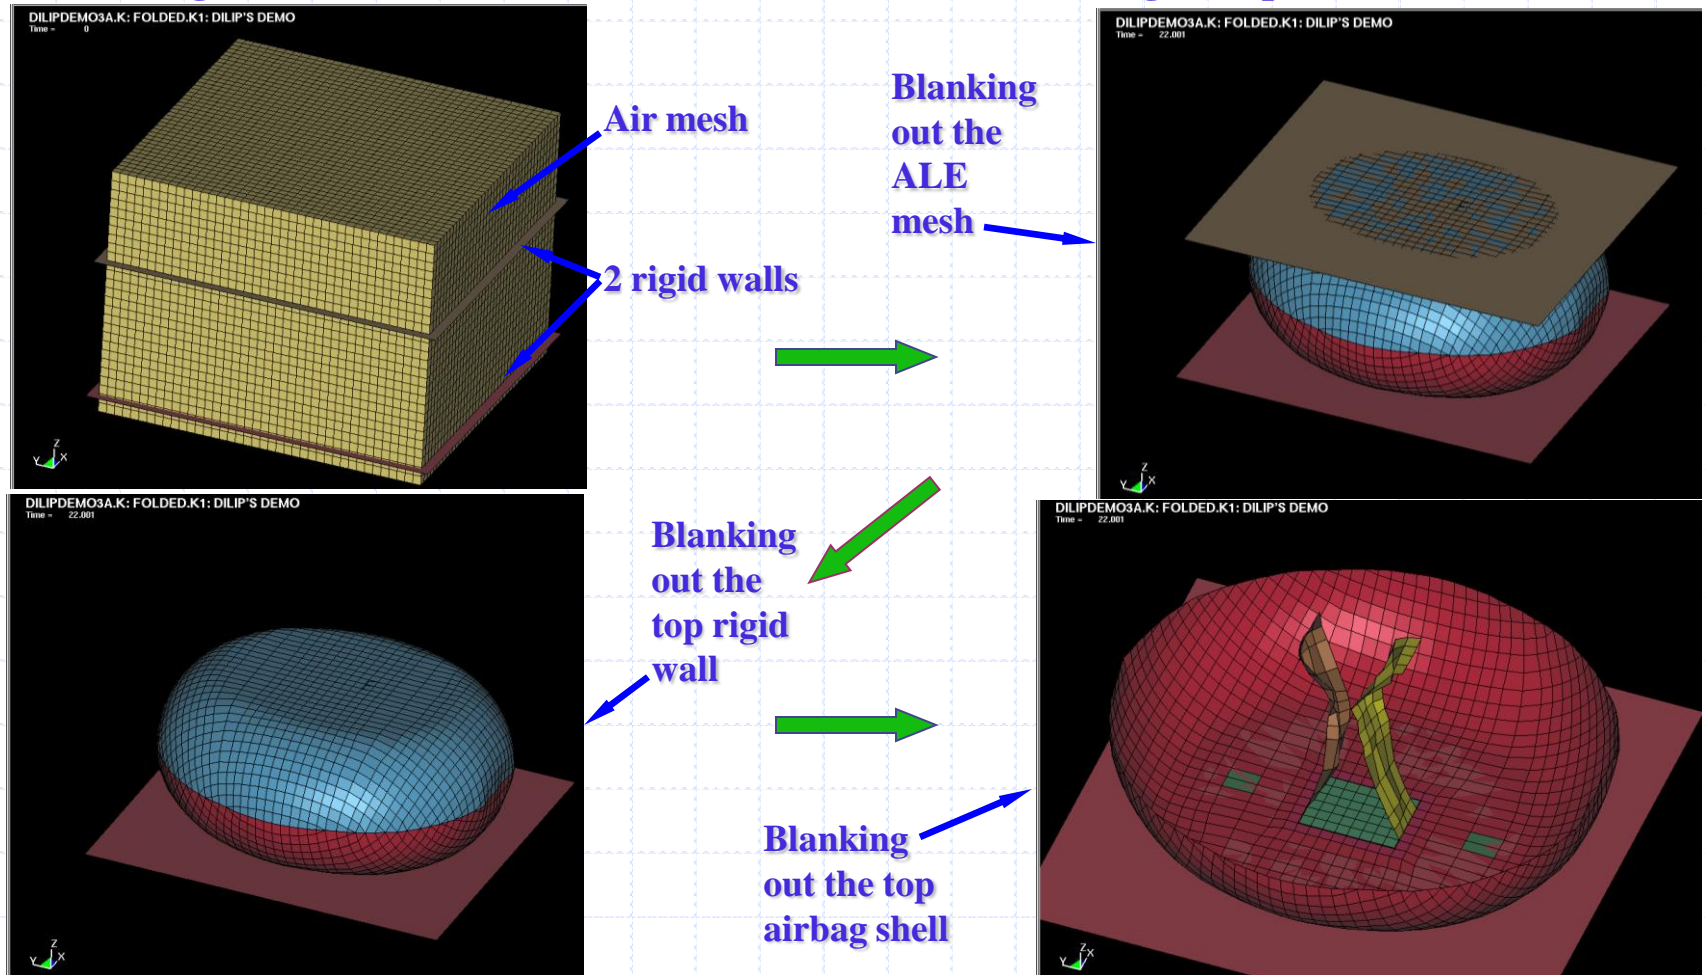 DILIPDEMO3A.K: FOLDED.K1: DILIP'S DEMO
Time = 0
Air mesh
2 rigid walls
Z
Y X
Blanking
out the
ALE
mesh
DILIPDEMO3A.K: FOLDED.K1: DILIP'S DEMO
Time = 22.001
Z
Y X
DILIPDEMO3A.K: FOLDED.K1: DILIP'S DEMO
Time = 22.001
Z
Y X
Blanking
out the
top rigid
wall
DILIPDEMO3A.K: FOLDED.K1: DILIP'S DEMO
Time = 22.001
Z
Y X
Blanking
out the top
airbag shell